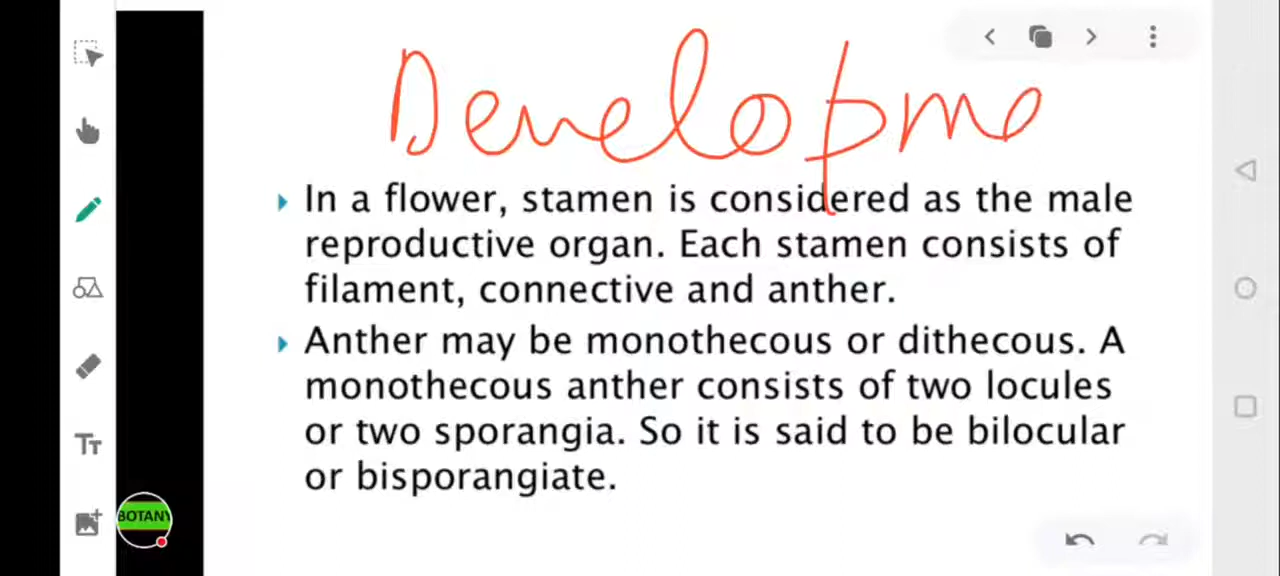 Developme
In a flower, stamen is considered as the male
reproductive organ. Each stamen consists of
filament, connective and anther.
Anther may be monothecous or dithecous. A
monothecous anther consists of two locules
or two sporangia. So it is said to be bilocular
or bisporangiate.
Tт
BOTANY